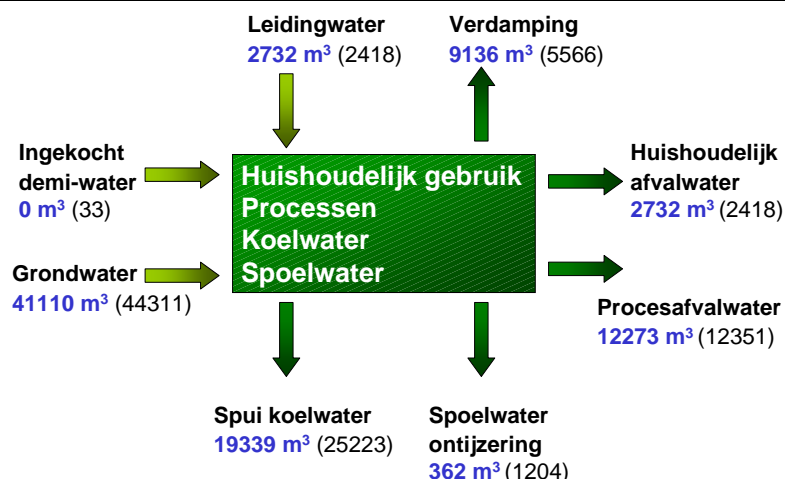 Leidingwater
2732 m³ (2418)
Verdamping
9136 m³ (5566)
Ingekocht
demi-water
0 m³ (33)
Huishoudelijk gebruik
Processen
Koelwater
Spoelwater
Huishoudelijk
afvalwater
2732 m³ (2418)
Grondwater
41110 m³ (44311)
Procesafvalwater
12273 m³ (12351)
Spui koelwater
19339 m³ (25223)
Spoelwater
ontijzering
362 m³ (1204)